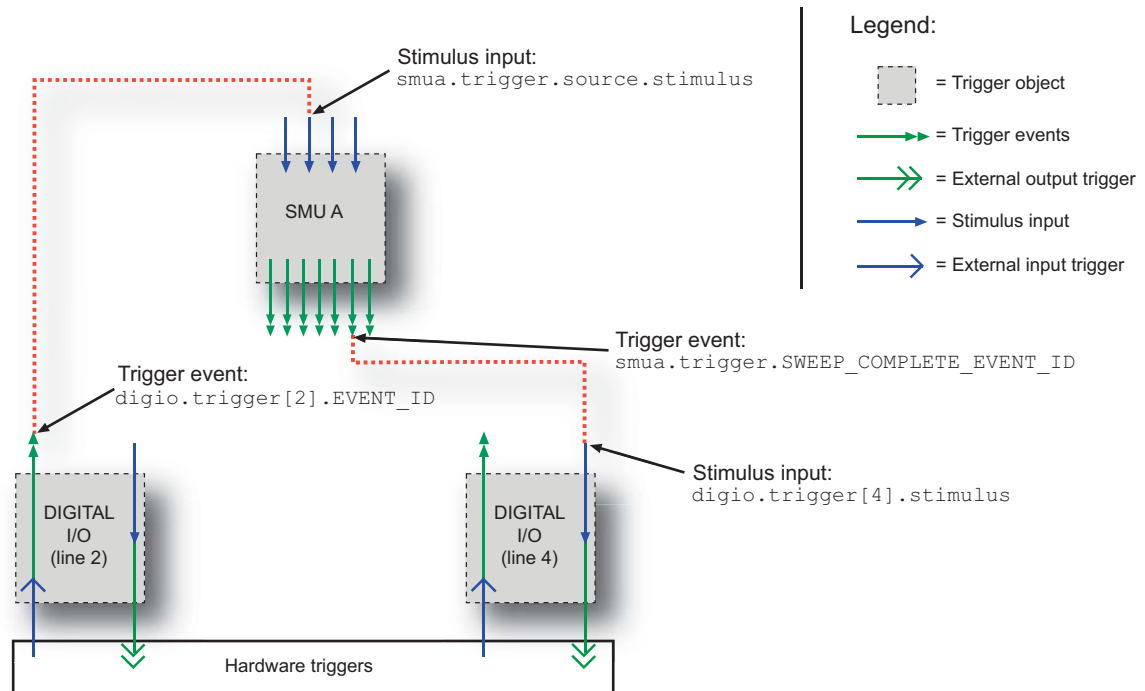 Stimulus input:
smua.trigger.source.stimulus
Legend:
= Trigger object
= Trigger events
= External output trigger
= Stimulus input
= External input trigger
SMU A
Trigger event:
smua.trigger.SWEEP_COMPLETE_EVENT_ID
Trigger event:
digio.trigger[2].EVENT_ID
Stimulus input:
digio.trigger[4].stimulus
DIGITAL
I/O
(line 2)
DIGITAL
I/O
(line 4)
Hardware triggers